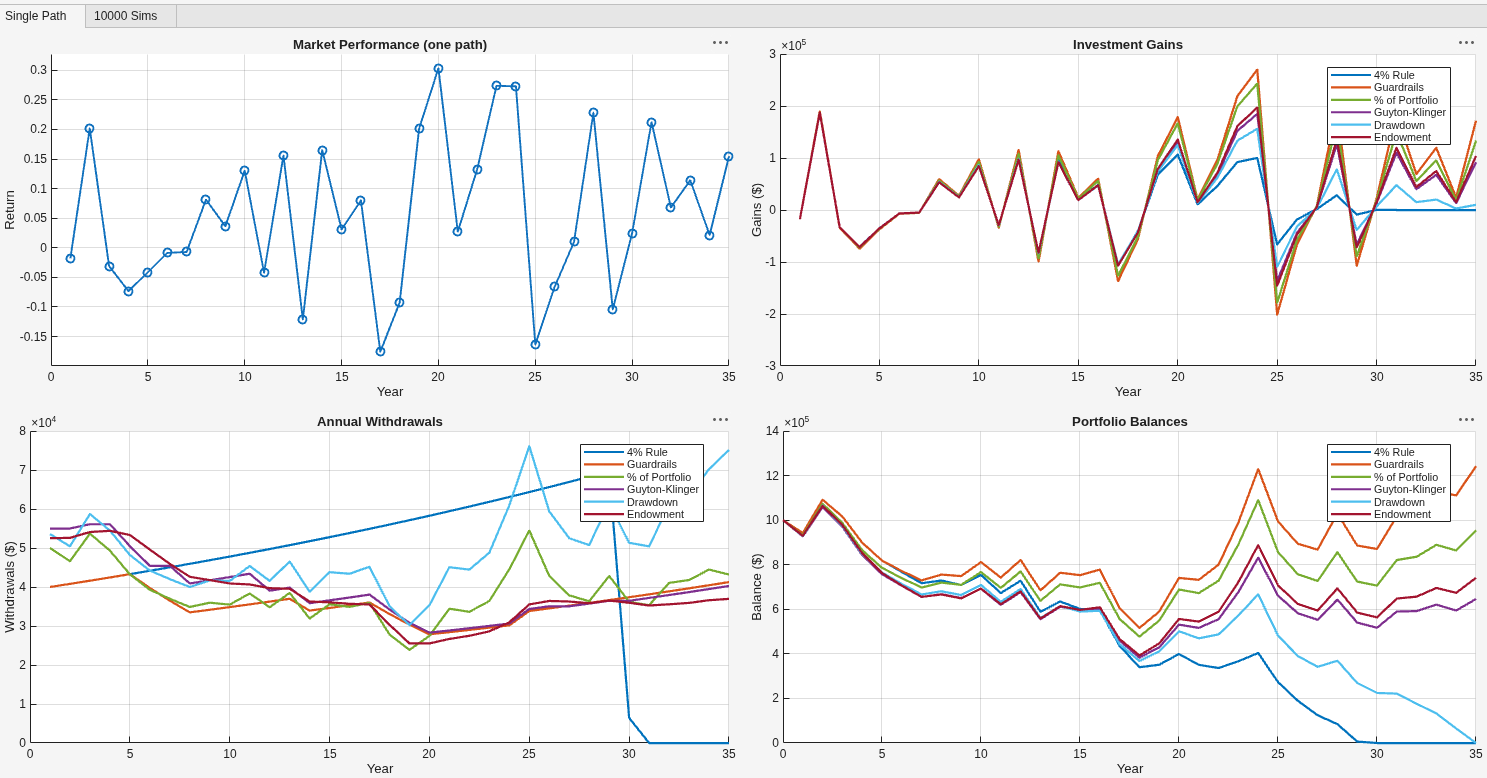 Single Path
10000 Sims
Market Performance (one path)
Return
0.3
0.25
0.2
0.15
0.1
0.05
0
-0.05
-0.1
-0.15
0 5 10 15 20 25 30 35
Year
Investment Gains
×10⁵
Gains ($)
3
2
1
0
-1
-2
-3
4% Rule
Guardrails
% of Portfolio
Guyton-Klinger
Drawdown
Endowment
0 5 10 15 20 25 30 35
Year
Annual Withdrawals
×10⁴
Withdrawals ($)
8
7
6
5
4
3
2
1
0
4% Rule
Guardrails
% of Portfolio
Guyton-Klinger
Drawdown
Endowment
0 5 10 15 20 25 30 35
Year
Portfolio Balances
×10⁵
Balance ($)
14
12
10
8
6
4
2
0
4% Rule
Guardrails
% of Portfolio
Guyton-Klinger
Drawdown
Endowment
0 5 10 15 20 25 30 35
Year